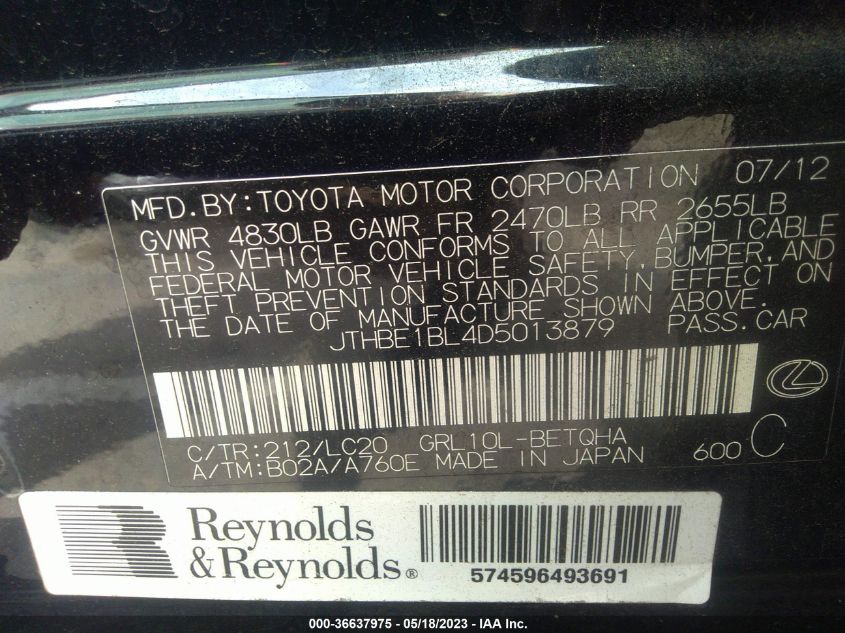 MFD.BY:TOYOTA MOTOR CORPORATION 07/12
GVWR 4830LB GAWR FR 2470LB RR 2655LB
THIS VEHICLE CONFORMS TO ALL APPLICABLE
FEDERAL MOTOR VEHICLE SAFETY,BUMPER,AND
THEFT PREVENTION STANDARDS IN EFFECT ON
THE DATE OF MANUFACTURE SHOWN ABOVE.
JTHBE1BL4D5013879 PASS.CAR
C/TR:212/LC20 GRL10L-BETQHA
A/TM:B02A/A760E MADE IN JAPAN 600 C
Reynolds
&Reynolds®
574596493691
000-36637975 — 05/18/2023 — IAA Inc.